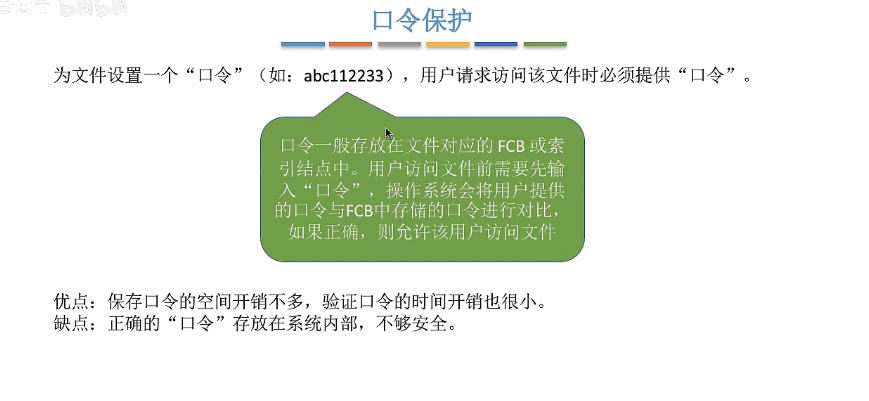 口令保护
为文件设置一个“口令”（如：abc112233），用户请求访问该文件时必须提供“口令”。
口令一般存放在文件对应的 FCB 或索
引结点中。用户访问文件前需要先输
入“口令”，操作系统会将用户提供
的口令与FCB中存储的口令进行对比，
如果正确，则允许该用户访问文件
优点：保存口令的空间开销不多，验证口令的时间开销也很小。
缺点：正确的“口令”存放在系统内部，不够安全。